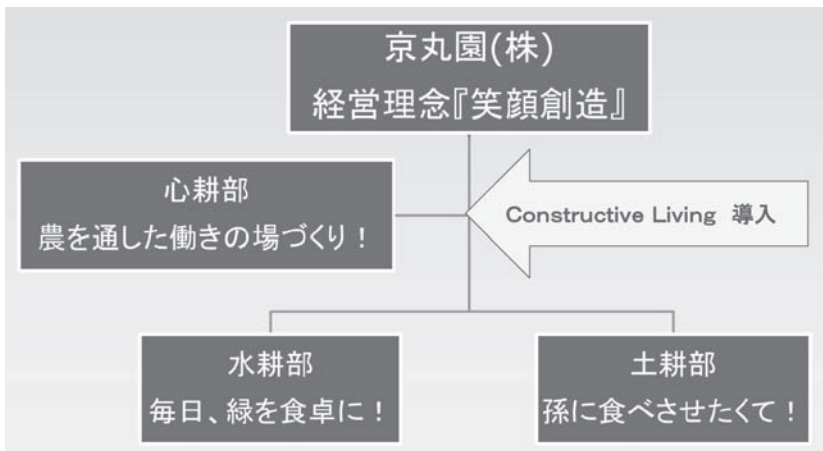 京丸園(株)
経営理念『笑顔創造』
心耕部
農を通した働きの場づくり！
Constructive Living 導入
水耕部
毎日、緑を食卓に！
土耕部
孫に食べさせたくて！